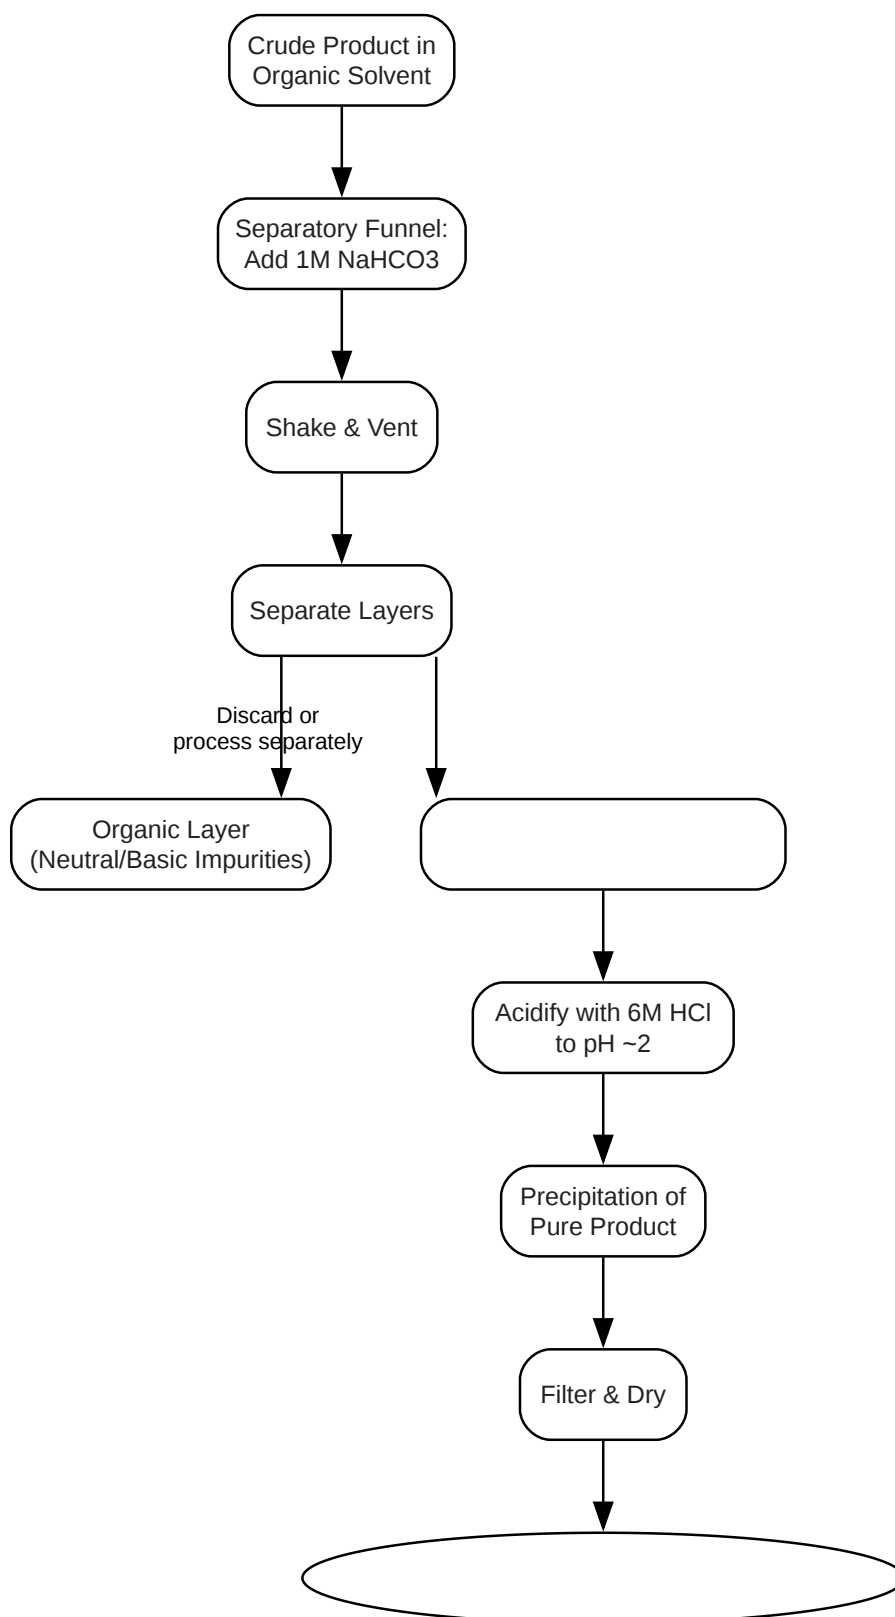 Crude Product in
Organic Solvent
Separatory Funnel:
Add 1M NaHCO3
Shake & Vent
Separate Layers
Discard or
process separately
Organic Layer
(Neutral/Basic Impurities)
Acidify with 6M HCl
to pH ~2
Precipitation of
Pure Product
Filter & Dry